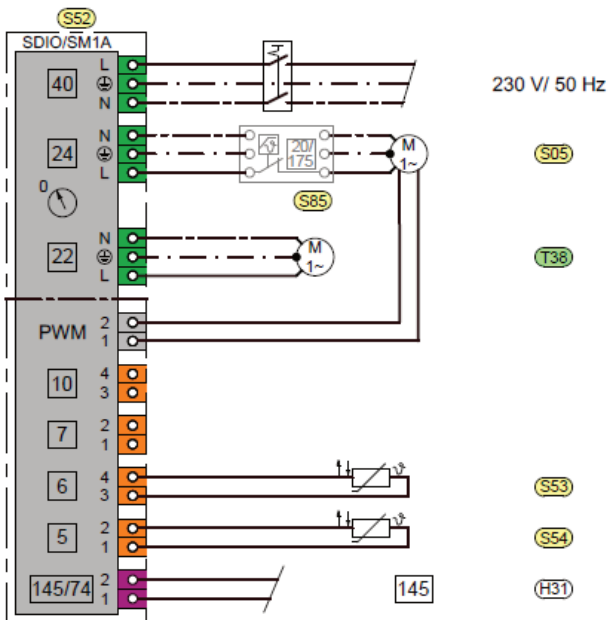 S52
SDIO/SM1A
40 L N 230 V/ 50 Hz
24 N L 20/ 175 M 1~ S05
0
S85
22 N L M 1~ T38
PWM 2 1
10 4 3
7 2 1
6 4 3 ϑ S53
5 2 1 ϑ S54
145/74 2 1 145 H31